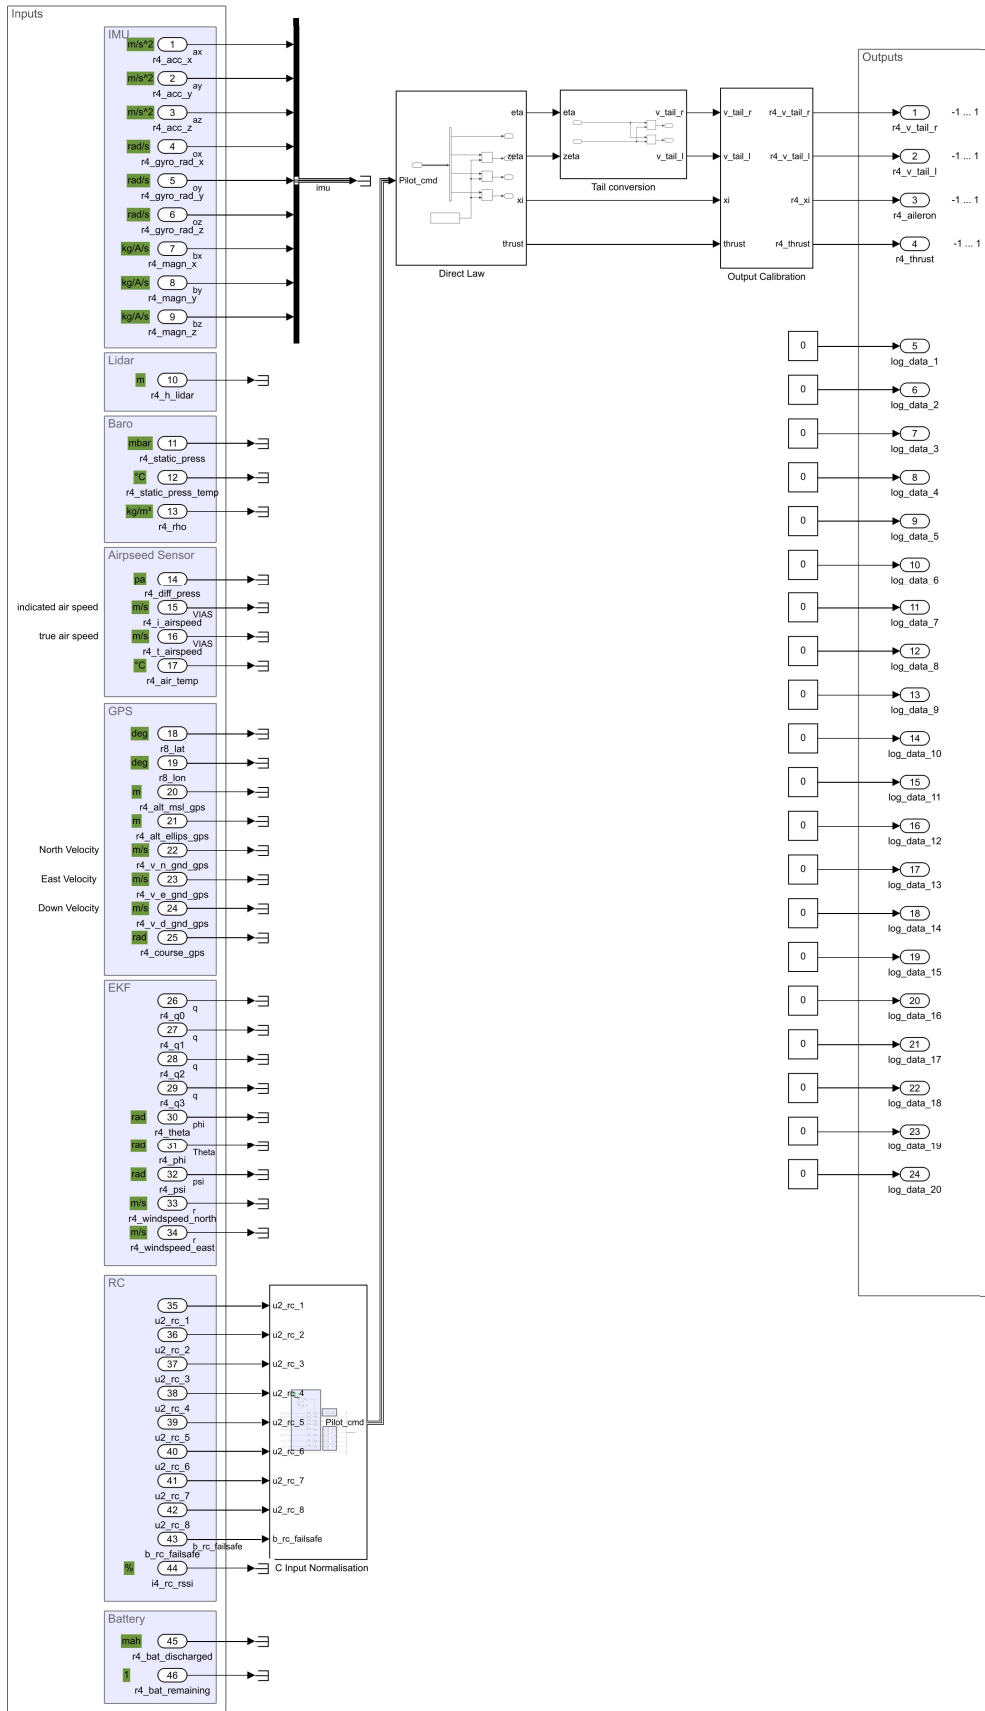 Inputs
IMU
m/s^2 1 ax
r4_acc_x
m/s^2 2 ay
r4_acc_y
m/s^2 3 az
r4_acc_z
rad/s 4 ox
r4_gyro_rad_x
rad/s 5 oy
r4_gyro_rad_y
rad/s 6 oz
r4_gyro_rad_z
kg/A/s 7 bx
r4_magn_x
kg/A/s 8 by
r4_magn_y
kg/A/s 9 bz
r4_magn_z
imu
Lidar
m 10
r4_h_lidar
Baro
mbar 11
r4_static_press
°C 12
r4_static_press_temp
kg/m³ 13
r4_rho
Airpseed Sensor
pa 14
r4_diff_press
indicated air speed m/s 15 VIAS
r4_i_airspeed
true air speed m/s 16 VIAS
r4_t_airspeed
°C 17
r4_air_temp
GPS
deg 18
r8_lat
deg 19
r8_lon
m 20
r4_alt_msl_gps
m 21
r4_alt_ellips_gps
North Velocity m/s 22
r4_v_n_gnd_gps
East Velocity m/s 23
r4_v_e_gnd_gps
Down Velocity m/s 24
r4_v_d_gnd_gps
rad 25
r4_course_gps
EKF
26 q
r4_q0
27 q
r4_q1
28 q
r4_q2
29 q
r4_q3
rad 30 phi
r4_theta
rad 31 Theta
r4_phi
rad 32 psi
r4_psi
m/s 33 r
r4_windspeed_north
m/s 34 r
r4_windspeed_east
RC
35 u2_rc_1
u2_rc_1
36 u2_rc_2
u2_rc_2
37 u2_rc_3
u2_rc_3
38 u2_rc_4
u2_rc_4
39 u2_rc_5 Pilot_cmd
u2_rc_5
40 u2_rc_6
u2_rc_6
41 u2_rc_7
u2_rc_7
42 u2_rc_8
u2_rc_8
43 b_rc_failsafe b_rc_failsafe
b_rc_failsafe
% 44
i4_rc_rssi
C Input Normalisation
Battery
mah 45
r4_bat_discharged
1 46
r4_bat_remaining
Pilot_cmd
eta
zeta
xi
thrust
Direct Law
eta v_tail_r
zeta v_tail_l
Tail conversion
v_tail_r r4_v_tail_r
v_tail_l r4_v_tail_l
xi r4_xi
thrust r4_thrust
Output Calibration
Outputs
1 -1 ... 1
r4_v_tail_r
2 -1 ... 1
r4_v_tail_l
3 -1 ... 1
r4_aileron
4 -1 ... 1
r4_thrust
0 5
log_data_1
0 6
log_data_2
0 7
log_data_3
0 8
log_data_4
0 9
log_data_5
0 10
log_data_6
0 11
log_data_7
0 12
log_data_8
0 13
log_data_9
0 14
log_data_10
0 15
log_data_11
0 16
log_data_12
0 17
log_data_13
0 18
log_data_14
0 19
log_data_15
0 20
log_data_16
0 21
log_data_17
0 22
log_data_18
0 23
log_data_19
0 24
log_data_20